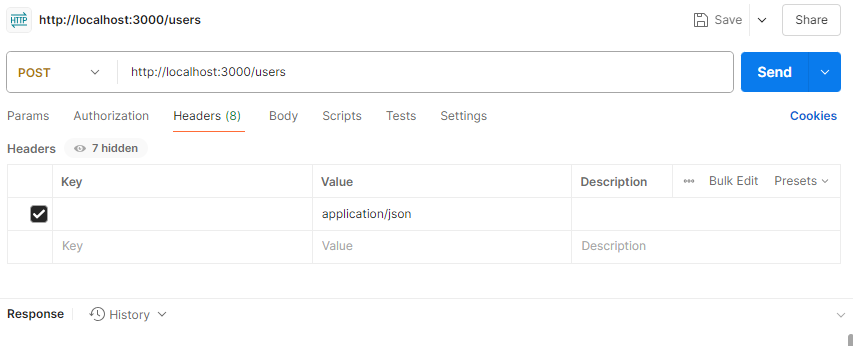 HTTP http://localhost:3000/users Save Share
POST http://localhost:3000/users Send
Params Authorization Headers (8) Body Scripts Tests Settings Cookies
Headers 7 hidden
Key Value Description ••• Bulk Edit Presets
application/json
Key Value Description
Response History